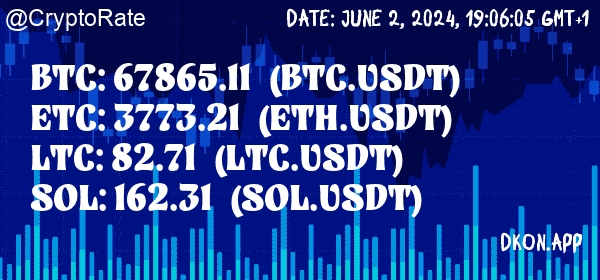 @CryptoRate
DATE: JUNE 2, 2024, 19:06:05 GMT+1
BTC: 67865.11 (BTC.USDT)
ETC: 3773.21 (ETH.USDT)
LTC: 82.71 (LTC.USDT)
SOL: 162.31 (SOL.USDT)
DKON.APP